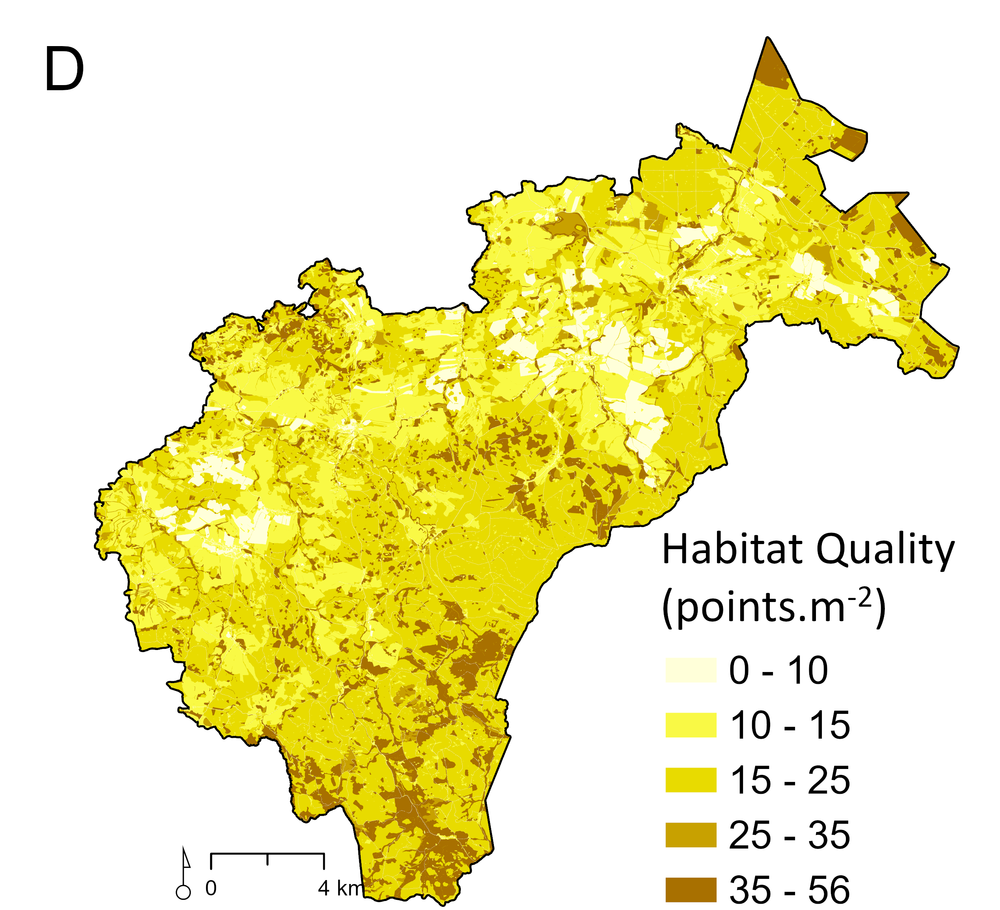 D
Habitat Quality
(points.m-2)
0 - 10
10 - 15
15 - 25
25 - 35
35 - 56
0 4 km